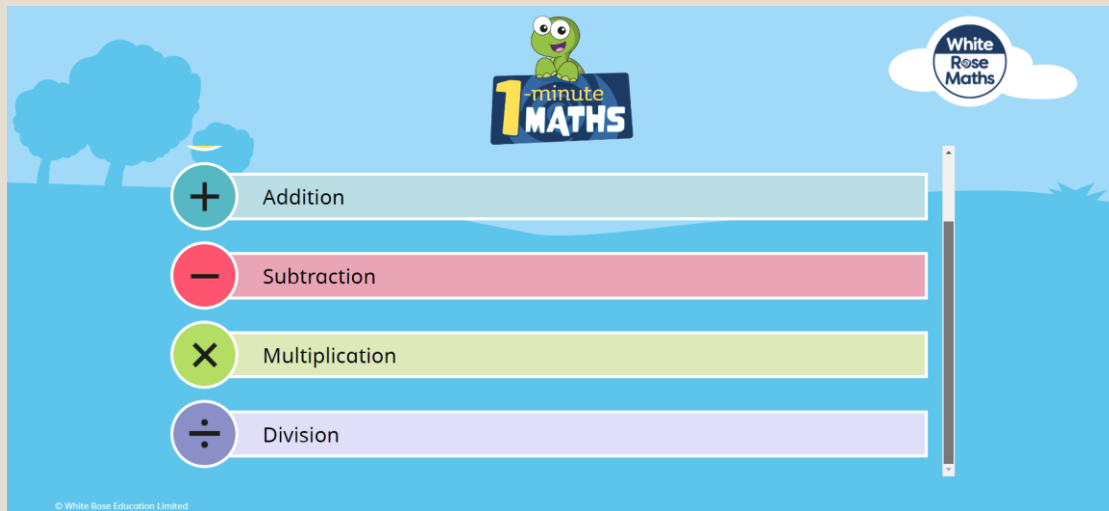 1-minute
MATHS
White
Rose
Maths
+ Addition
− Subtraction
× Multiplication
÷ Division
© White Rose Education Limited